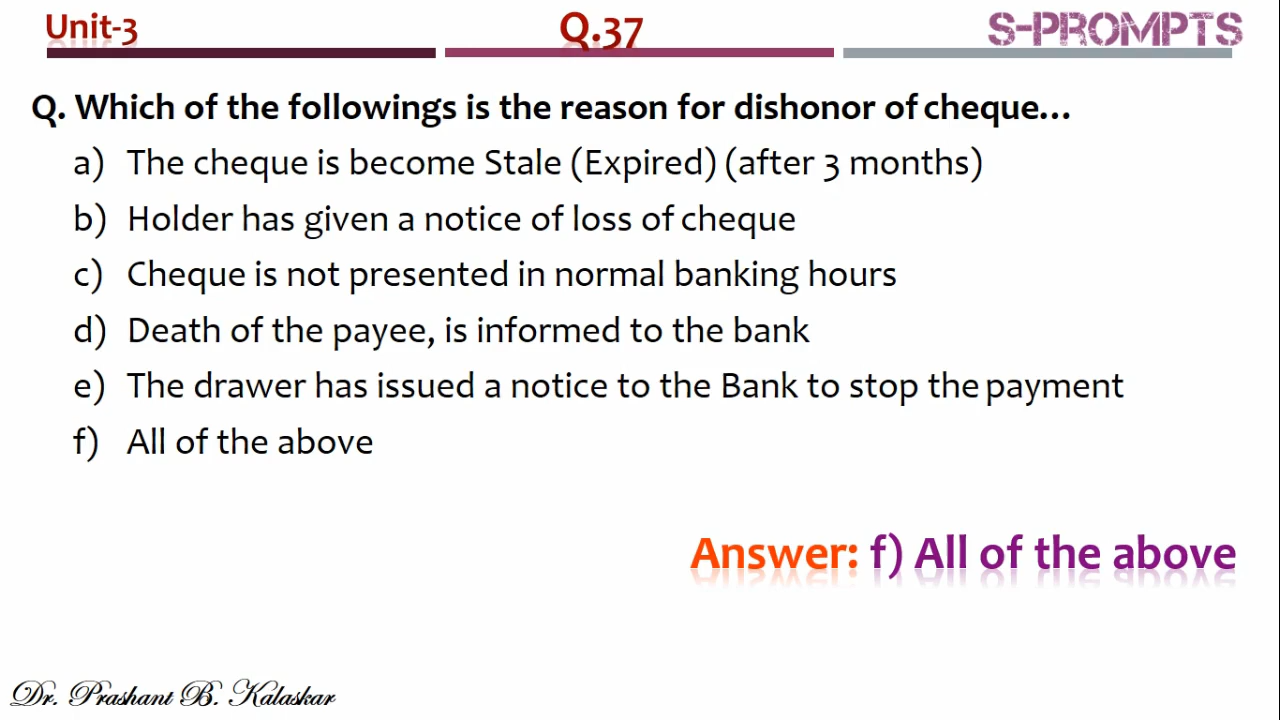 Unit-3
Q.37
S-PROMPTS
Q. Which of the followings is the reason for dishonor of cheque...
a) The cheque is become Stale (Expired) (after 3 months)
b) Holder has given a notice of loss of cheque
c) Cheque is not presented in normal banking hours
d) Death of the payee, is informed to the bank
e) The drawer has issued a notice to the Bank to stop the payment
f) All of the above
Answer: f) All of the above
Dr. Prashant B. Kalaskar